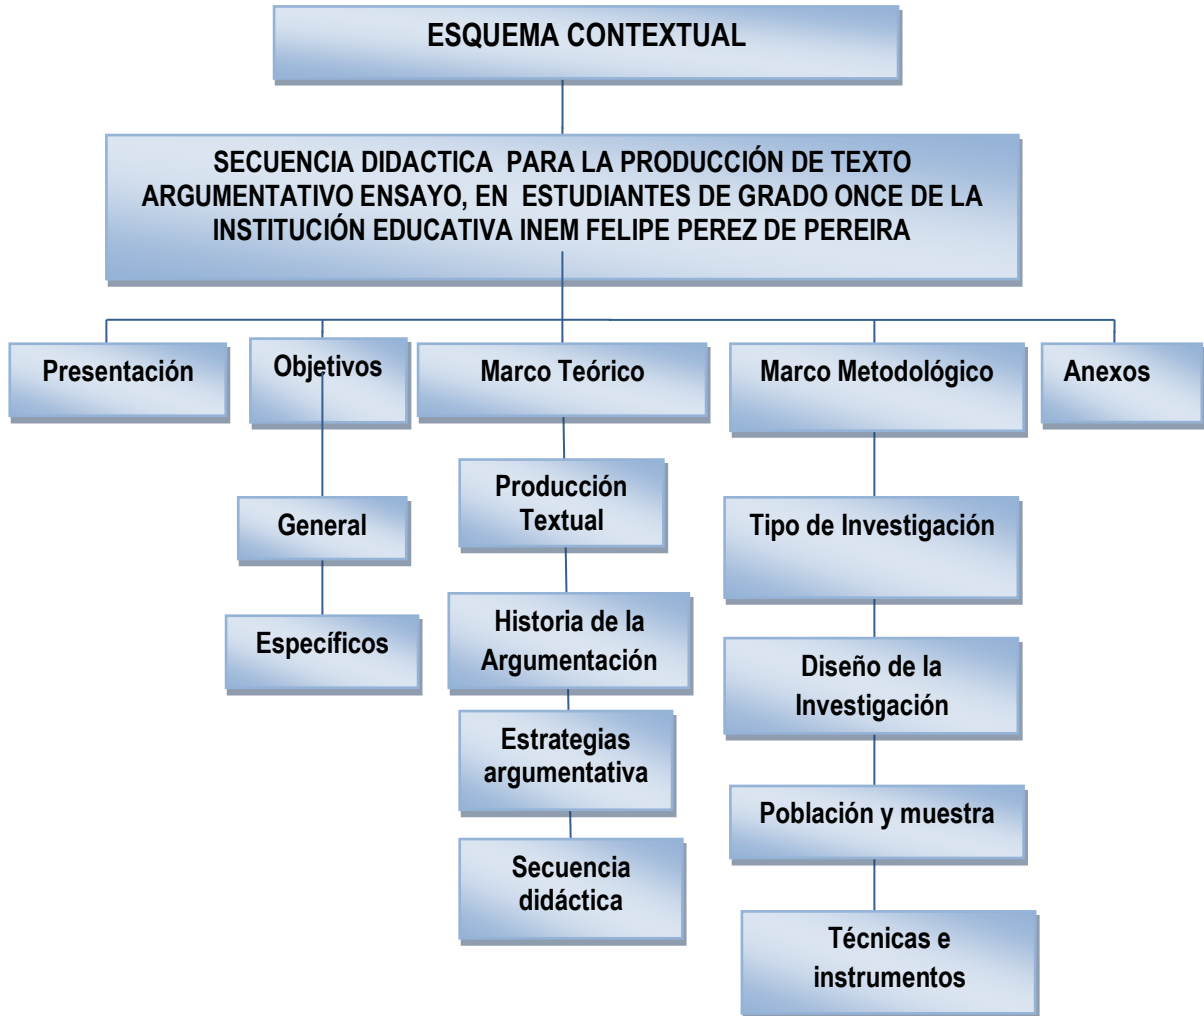 ESQUEMA CONTEXTUAL
SECUENCIA DIDACTICA PARA LA PRODUCCIÓN DE TEXTO
ARGUMENTATIVO ENSAYO, EN ESTUDIANTES DE GRADO ONCE DE LA
INSTITUCIÓN EDUCATIVA INEM FELIPE PEREZ DE PEREIRA
Presentación
Objetivos
Marco Teórico
Marco Metodológico
Anexos
General
Específicos
Producción
Textual
Historia de la
Argumentación
Estrategias
argumentativa
Secuencia
didáctica
Tipo de Investigación
Diseño de la
Investigación
Población y muestra
Técnicas e
instrumentos